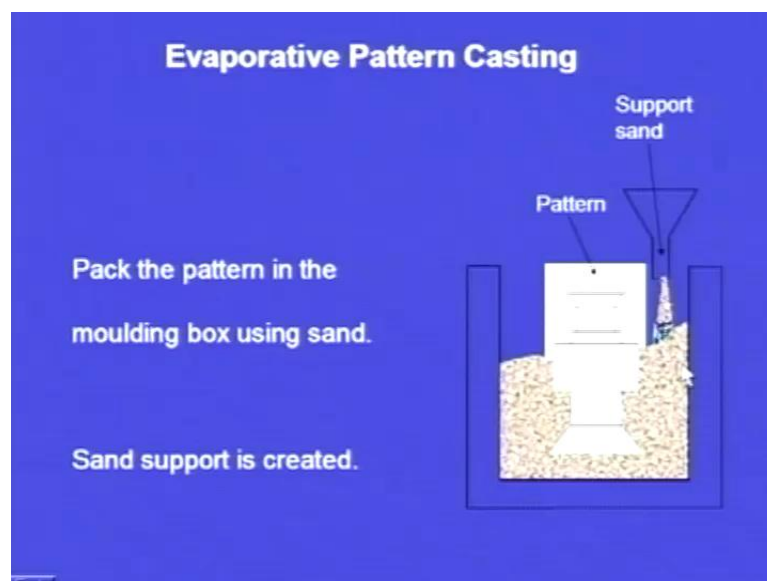 Evaporative Pattern Casting
Support
sand
Pattern
Pack the pattern in the
moulding box using sand.
Sand support is created.